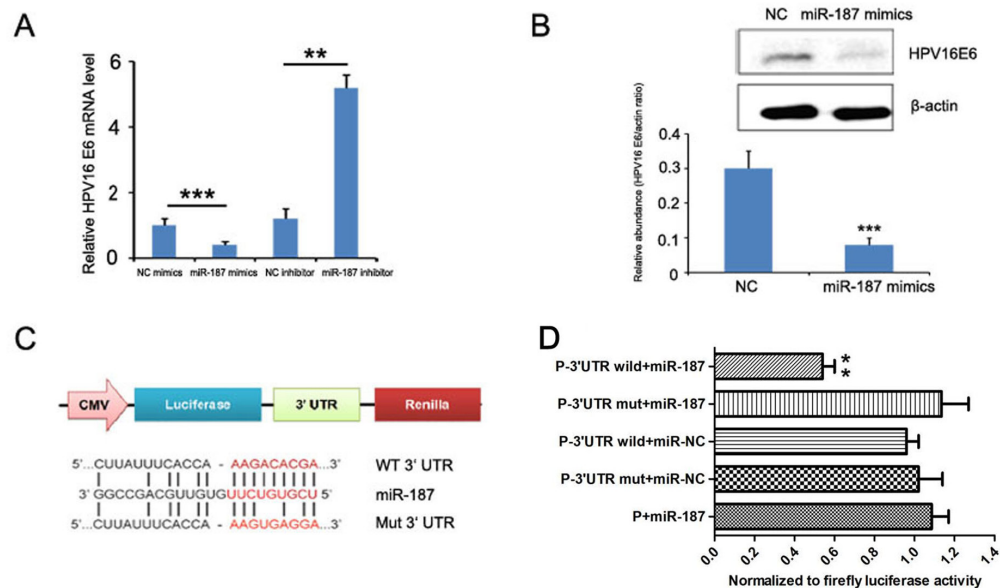 A
Relative HPV16 E6 mRNA level
6
4
2
0
***
**
NC mimics
miR-187 mimics
NC inhibitor
miR-187 inhibitor
B
NC miR-187 mimics
HPV16E6
β-actin
Relative abundance (HPV16 E6/actin ratio)
0.4
0.3
0.2
0.1
0
***
NC
miR-187 mimics
C
CMV
Luciferase
3' UTR
Renilla
5'...CUUAUUUCACCA - AAGACACGA...3' WT 3' UTR
3' GGCCGACGUUGUGUUCUGUGCU 5' miR-187
5'...CUUAUUUCACCA - AAGUGAGGA...3' Mut 3' UTR
D
P-3'UTR wild+miR-187
**
P-3'UTR mut+miR-187
P-3'UTR wild+miR-NC
P-3'UTR mut+miR-NC
P+miR-187
0.0 0.2 0.4 0.6 0.8 1.0 1.2 1.4
Normalized to firefly luciferase activity